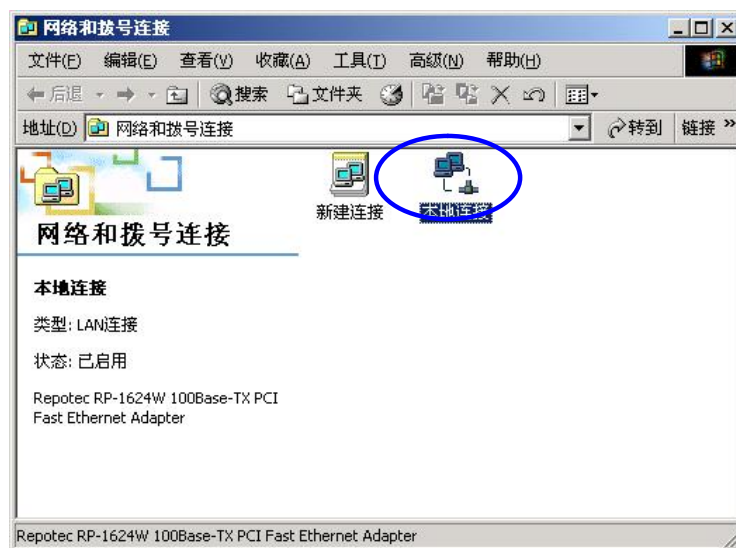 网络和拨号连接
文件(F) 编辑(E) 查看(V) 收藏(A) 工具(T) 高级(N) 帮助(H)
后退 搜索 文件夹
地址(D) 网络和拨号连接 转到 链接 »
新建连接 本地连接
网络和拨号连接
本地连接
类型: LAN连接
状态: 已启用
Repotec RP-1624W 100Base-TX PCI
Fast Ethernet Adapter
Repotec RP-1624W 100Base-TX PCI Fast Ethernet Adapter